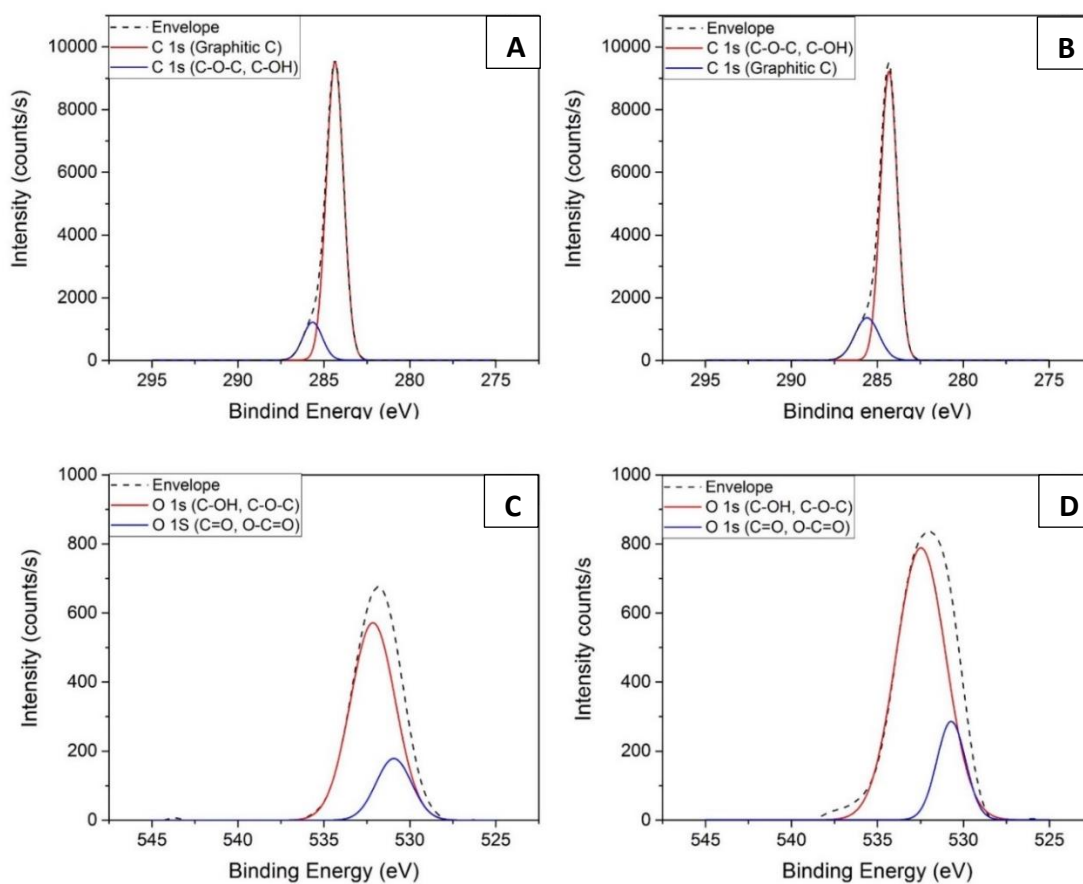 A
Envelope
C 1s (Graphitic C)
C 1s (C-O-C, C-OH)
Intensity (counts/s)
10000
8000
6000
4000
2000
0
295 290 285 280 275
Bindind Energy (eV)
B
Envelope
C 1s (C-O-C, C-OH)
C 1s (Graphitic C)
Intensity (counts/s)
10000
8000
6000
4000
2000
0
295 290 285 280 275
Binding energy (eV)
C
Envelope
O 1s (C-OH, C-O-C)
O 1S (C=O, O-C=O)
Intensity (counts/s
1000
800
600
400
200
0
545 540 535 530 525
Binding Energy (eV)
D
Envelope
O 1s (C-OH, C-O-C)
O 1s (C=O, O-C=O)
Intensity counts/s
1000
800
600
400
200
0
545 540 535 530 525
Binding Energy (eV)